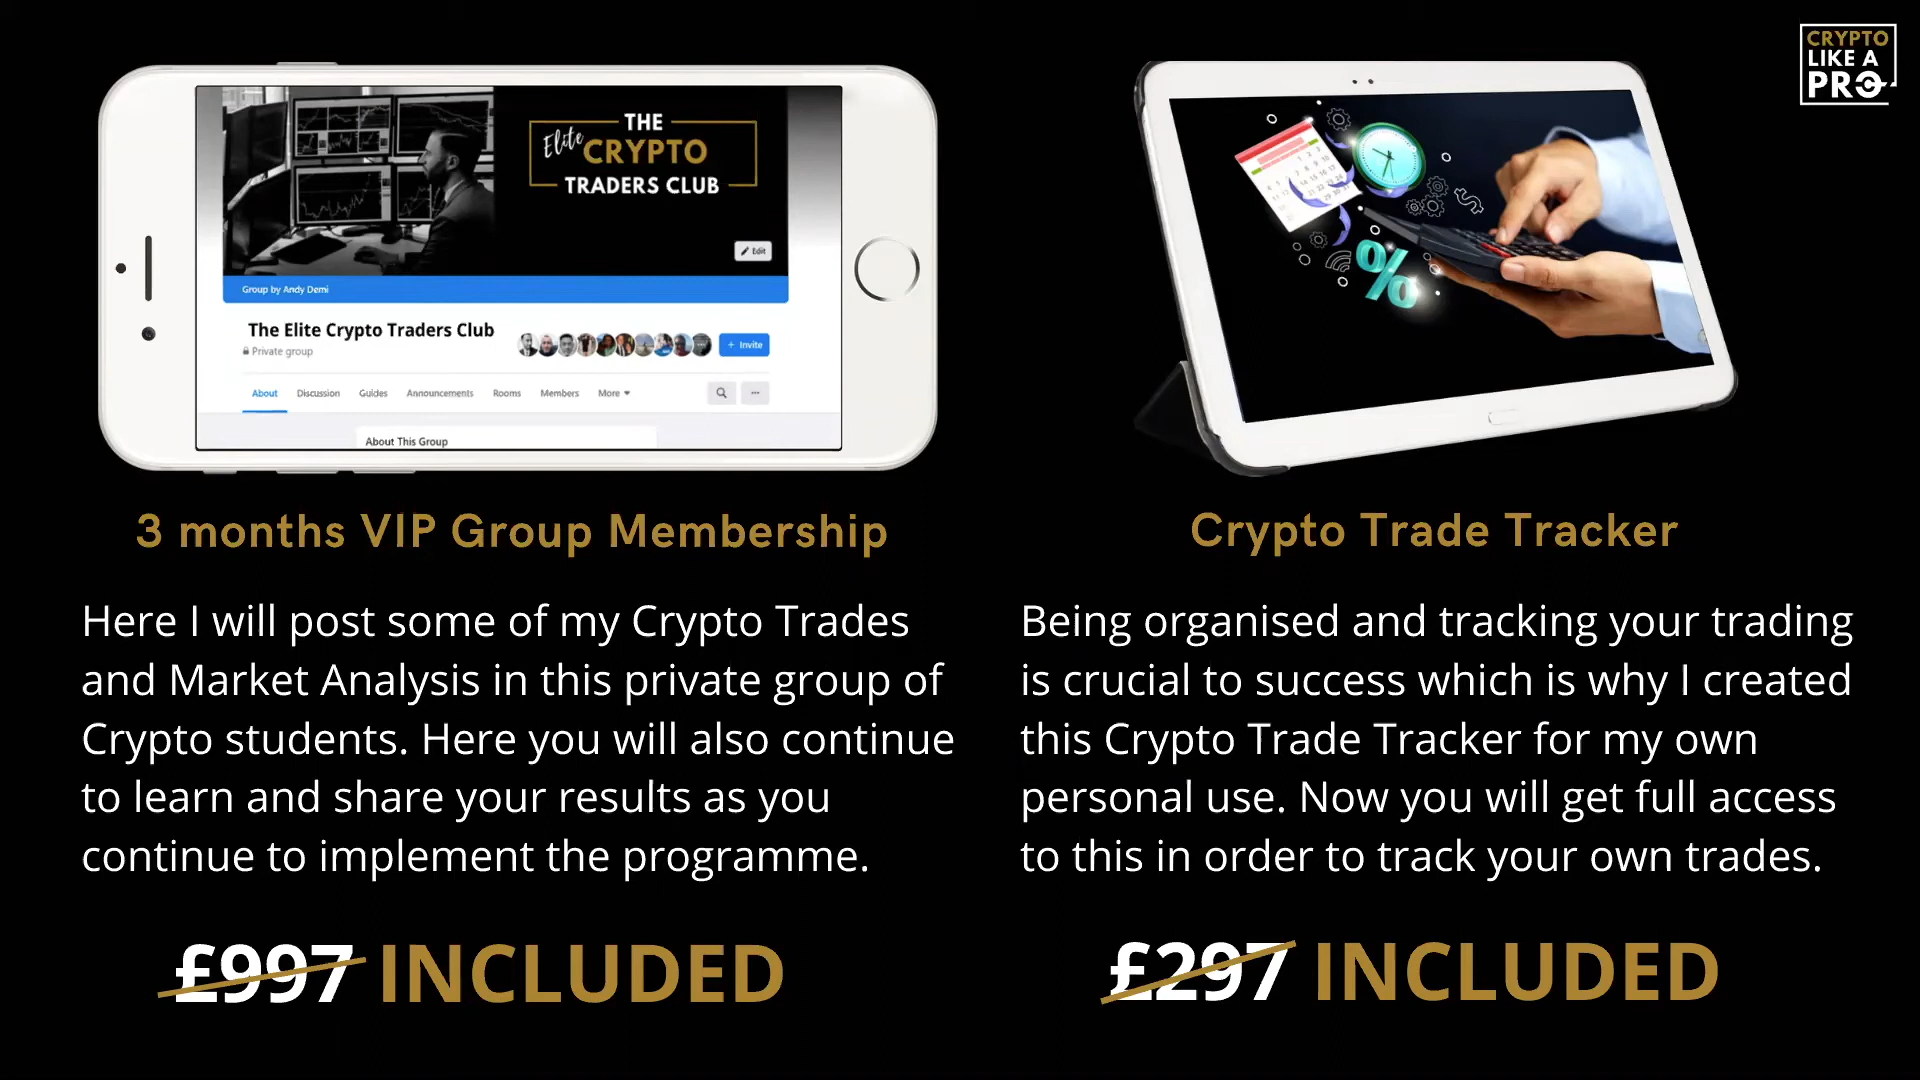 CRYPTO
LIKE A
PRO
THE
Elite CRYPTO
TRADERS CLUB
Edit
Group by Andy Demi
The Elite Crypto Traders Club
Private group
+ Invite
About Discussion Guides Announcements Rooms Members More
About This Group
3 months VIP Group Membership
Here I will post some of my Crypto Trades
and Market Analysis in this private group of
Crypto students. Here you will also continue
to learn and share your results as you
continue to implement the programme.
£997 INCLUDED
Crypto Trade Tracker
Being organised and tracking your trading
is crucial to success which is why I created
this Crypto Trade Tracker for my own
personal use. Now you will get full access
to this in order to track your own trades.
£297 INCLUDED